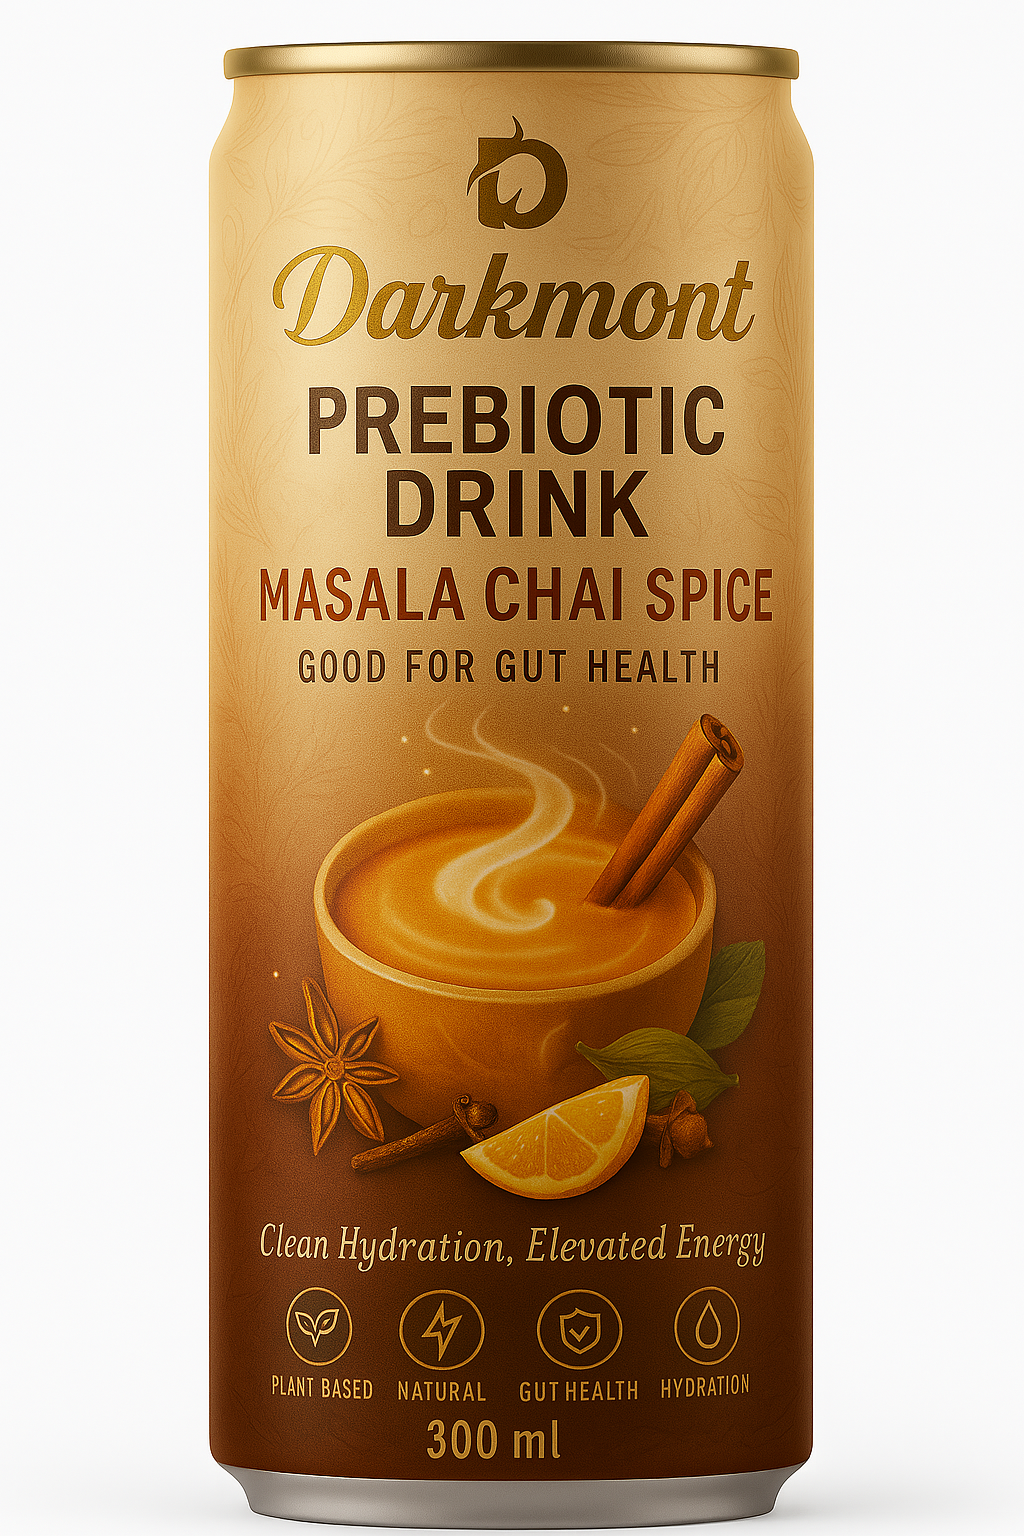 D
Darkmont
PREBIOTIC
DRINK
MASALA CHAI SPICE
GOOD FOR GUT HEALTH
Clean Hydration, Elevated Energy
PLANT BASED NATURAL GUT HEALTH HYDRATION
300 ml